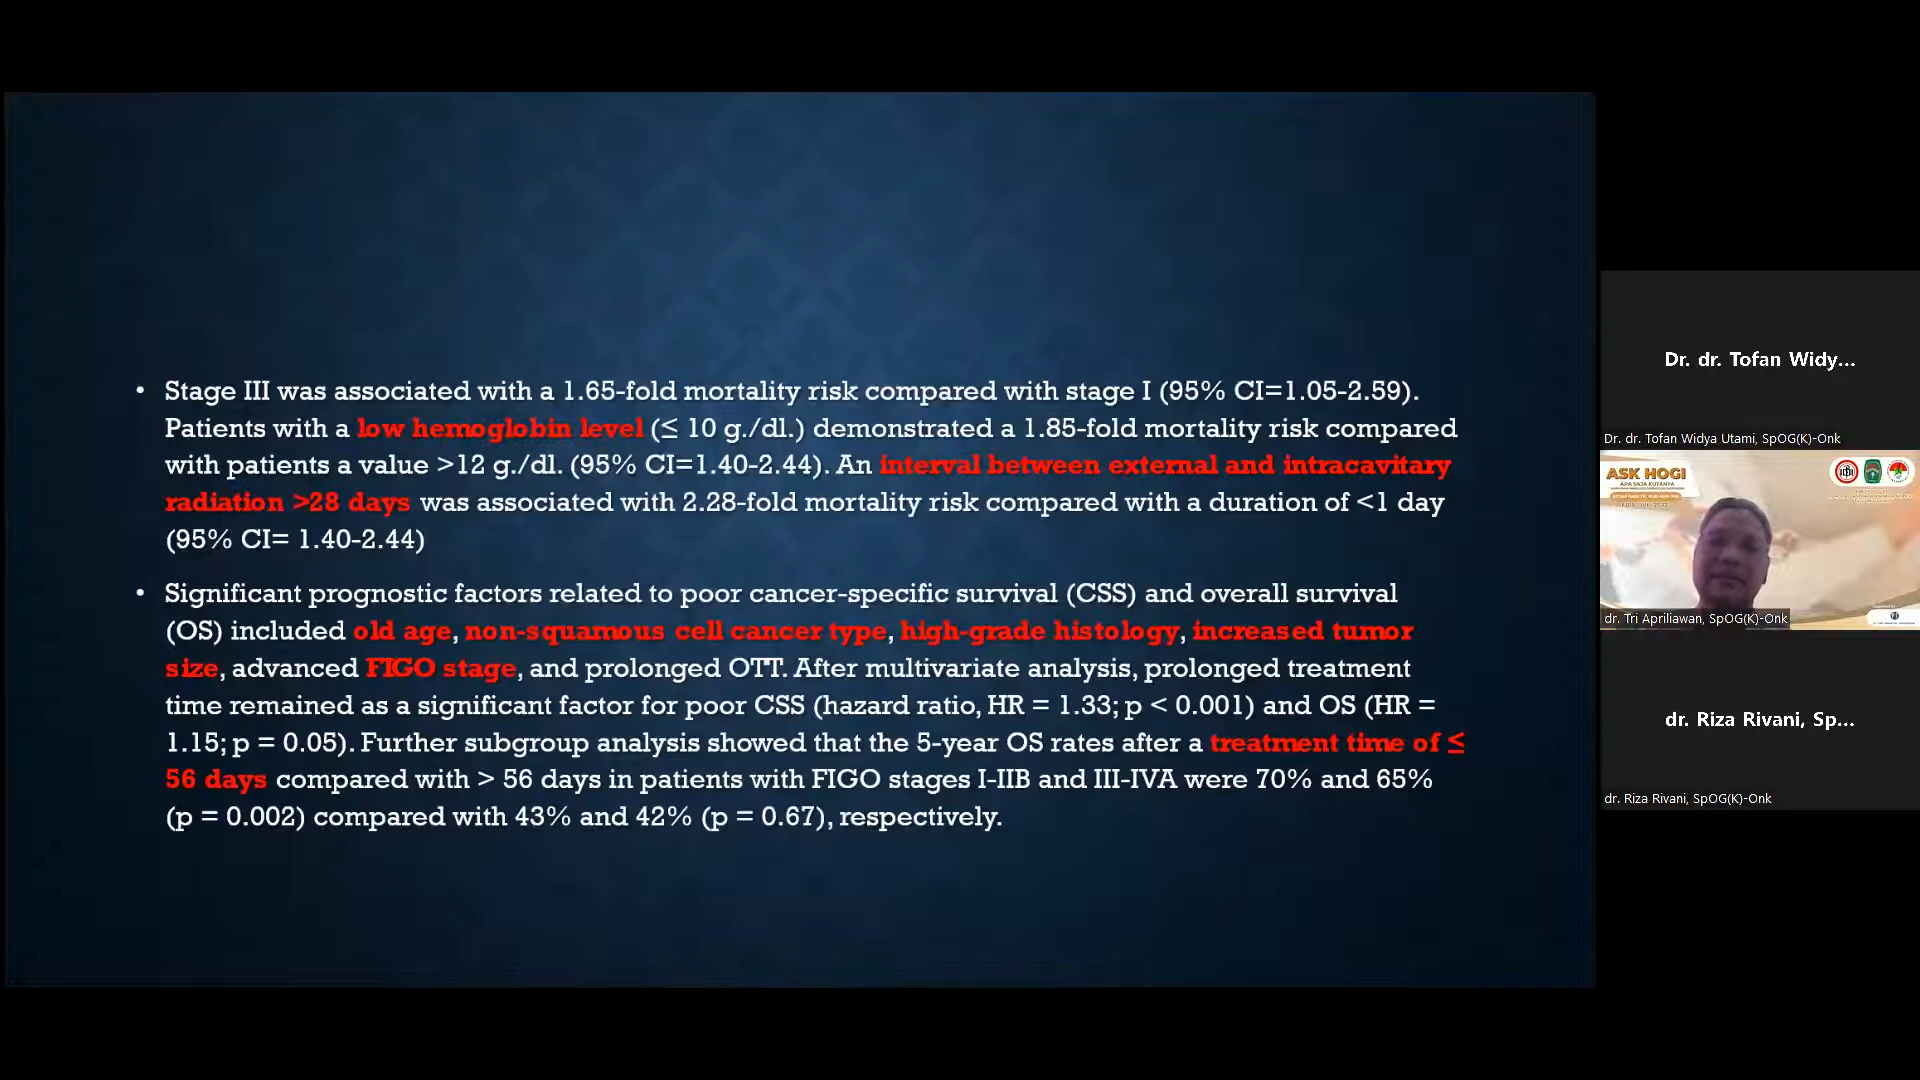 • Stage III was associated with a 1.65-fold mortality risk compared with stage I (95% CI=1.05-2.59).
Patients with a low hemoglobin level (≤ 10 g./dl.) demonstrated a 1.85-fold mortality risk compared
with patients a value >12 g./dl. (95% CI=1.40-2.44). An interval between external and intracavitary
radiation >28 days was associated with 2.28-fold mortality risk compared with a duration of <1 day
(95% CI= 1.40-2.44)
• Significant prognostic factors related to poor cancer-specific survival (CSS) and overall survival
(OS) included old age, non-squamous cell cancer type, high-grade histology, increased tumor
size, advanced FIGO stage, and prolonged OTT. After multivariate analysis, prolonged treatment
time remained as a significant factor for poor CSS (hazard ratio, HR = 1.33; p < 0.001) and OS (HR =
1.15; p = 0.05). Further subgroup analysis showed that the 5-year OS rates after a treatment time of ≤
56 days compared with > 56 days in patients with FIGO stages I-IIB and III-IVA were 70% and 65%
(p = 0.002) compared with 43% and 42% (p = 0.67), respectively.
Dr. dr. Tofan Widy...
Dr. dr. Tofan Widya Utami, SpOG(K)-Onk
ASK HOGI
APA SAJA KUTANYA
dr. Tri Apriliawan, SpOG(K)-Onk
dr. Riza Rivani, Sp...
dr. Riza Rivani, SpOG(K)-Onk